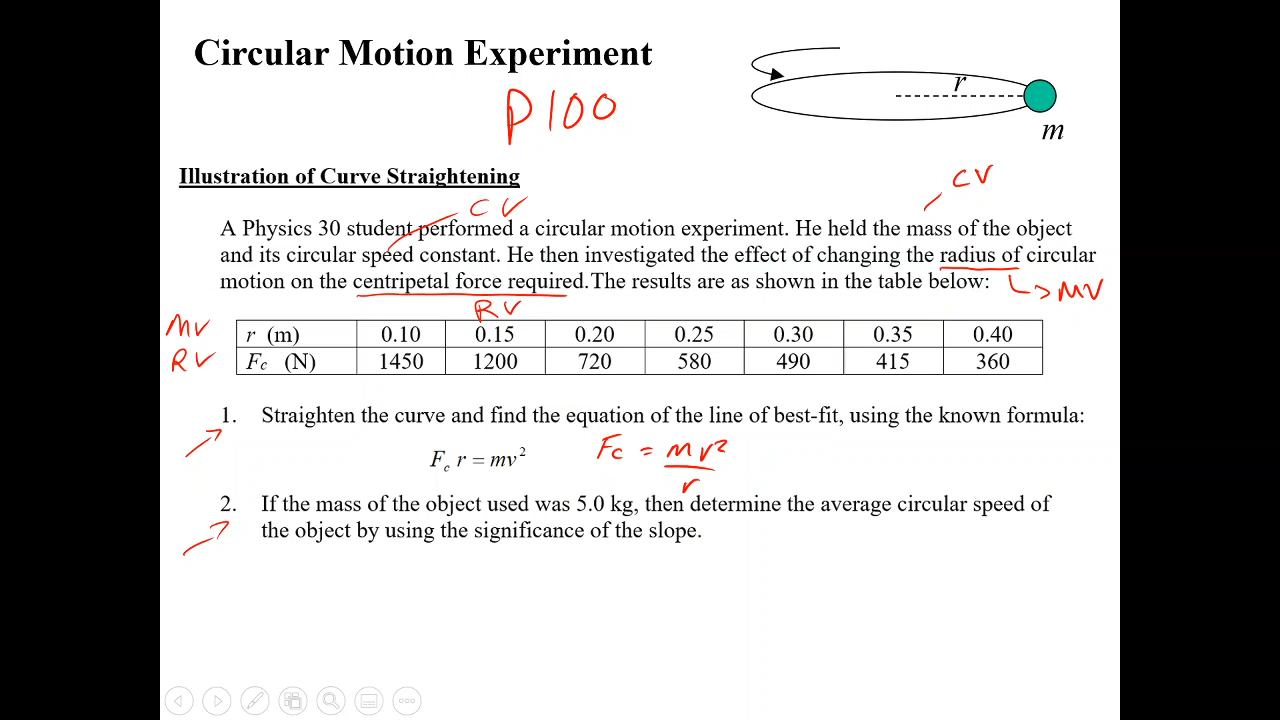 Circular Motion Experiment
r
P100
m
Illustration of Curve Straightening
CV
CV
A Physics 30 student performed a circular motion experiment. He held the mass of the object
and its circular speed constant. He then investigated the effect of changing the radius of circular
motion on the centripetal force required.The results are as shown in the table below:
MV
RV
MV r (m) 0.10 0.15 0.20 0.25 0.30 0.35 0.40
RV Fc (N) 1450 1200 720 580 490 415 360
1. Straighten the curve and find the equation of the line of best-fit, using the known formula:
Fc r = mv² Fc = mv²/r
2. If the mass of the object used was 5.0 kg, then determine the average circular speed of
the object by using the significance of the slope.